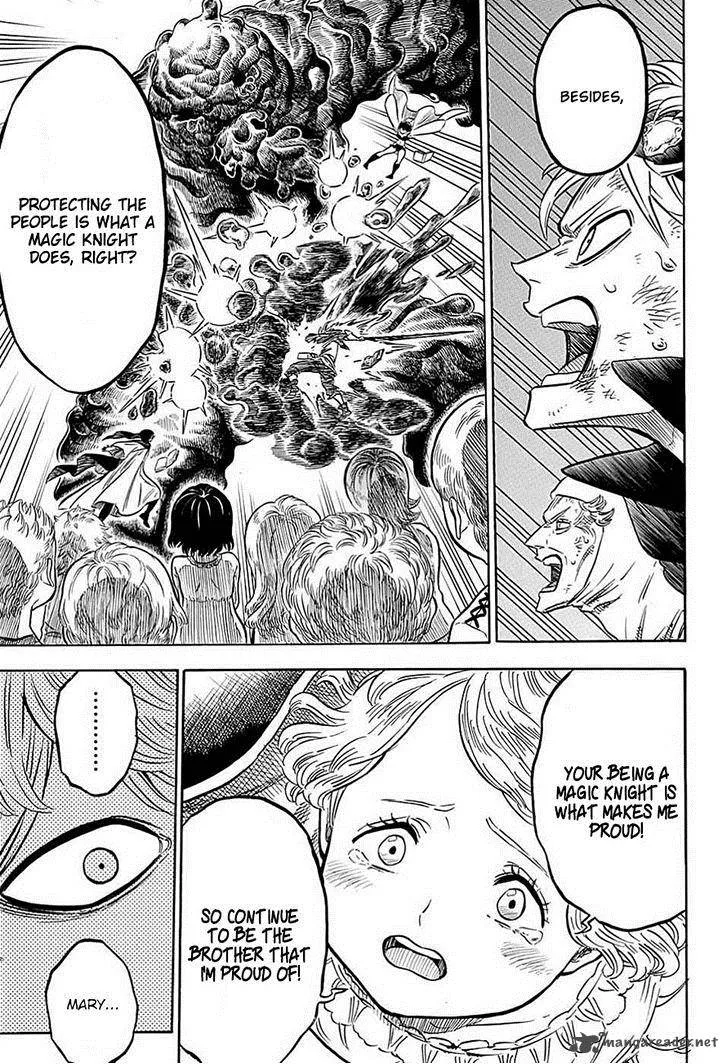 BESIDES,
PROTECTING THE
PEOPLE IS WHAT A
MAGIC KNIGHT
DOES, RIGHT?
YOUR BEING A
MAGIC KNIGHT IS
WHAT MAKES ME
PROUD!
SO CONTINUE
TO BE THE
BROTHER THAT
I'M PROUD OF!
.........
MARY...
mangareader.net